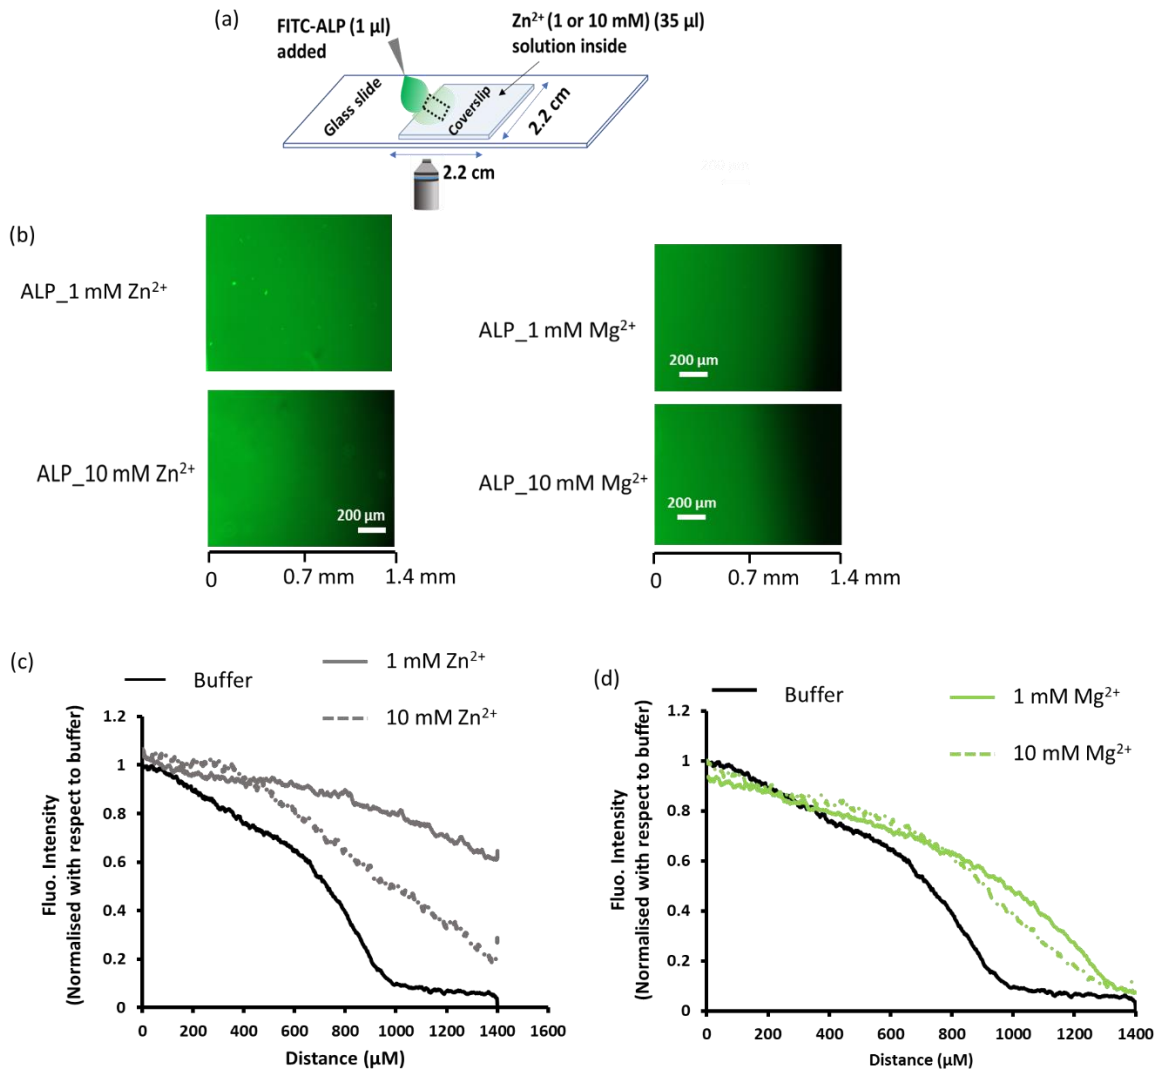 (a)
FITC-ALP (1 µl)
added
Zn²⁺ (1 or 10 mM) (35 µl)
solution inside
Glass slide
Coverslip
2.2 cm
2.2 cm
(b)
ALP_1 mM Zn²⁺
ALP_10 mM Zn²⁺
200 µm
0
0.7 mm
1.4 mm
ALP_1 mM Mg²⁺
200 µm
ALP_10 mM Mg²⁺
200 µm
0
0.7 mm
1.4 mm
(c)
Buffer
1 mM Zn²⁺
10 mM Zn²⁺
Fluo. Intensity
(Normalised with respect to buffer)
1.2
1
0.8
0.6
0.4
0.2
0
0 200 400 600 800 1000 1200 1400 1600
Distance (µM)
(d)
Buffer
1 mM Mg²⁺
10 mM Mg²⁺
Fluo. Intensity
(Normalised with respect to buffer)
1.2
1
0.8
0.6
0.4
0.2
0
0 200 400 600 800 1000 1200 1400
Distance (µM)